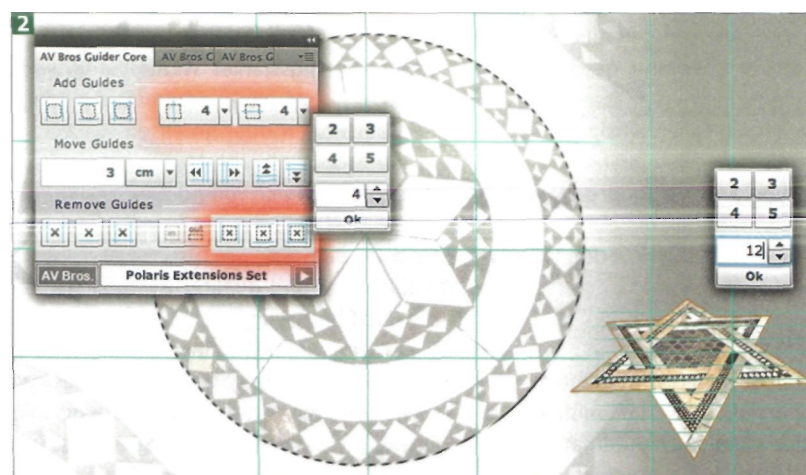 2
AV Bros Guider Core AV Bros C AV Bros G
Add Guides
4 4
Move Guides
3 cm
Remove Guides
out
AV Bros. Polaris Extensions Set
2 3
4 5
4
Ok
2 3
4 5
12
Ok